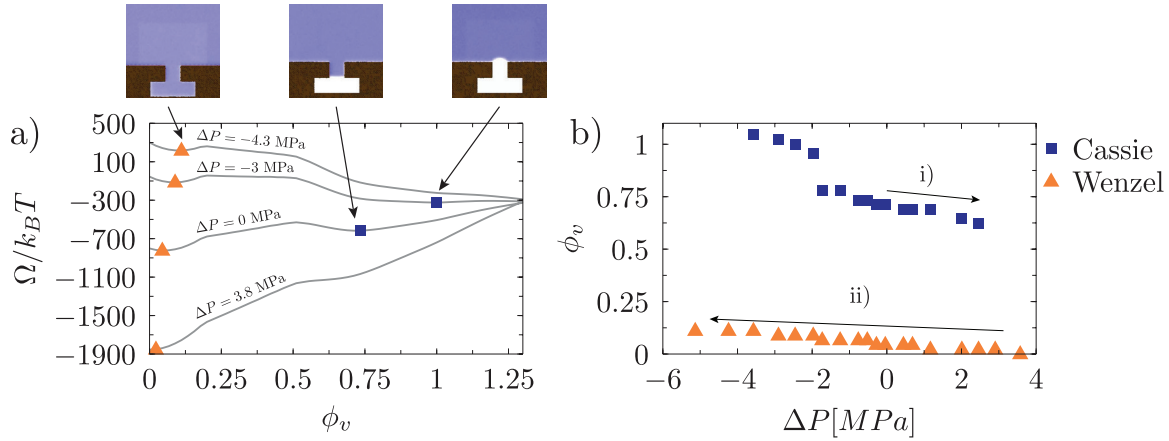 a)
500
100
−300
−700
−1100
−1500
−1900
Ω/k_BT
ΔP = −4.3 MPa
ΔP = −3 MPa
ΔP = 0 MPa
ΔP = 3.8 MPa
0 0.25 0.5 0.75 1 1.25
ϕ_v
b)
1
0.75
0.5
0.25
0
ϕ_v
i)
ii)
−6 −4 −2 0 2 4
ΔP[MPa]
Cassie
Wenzel